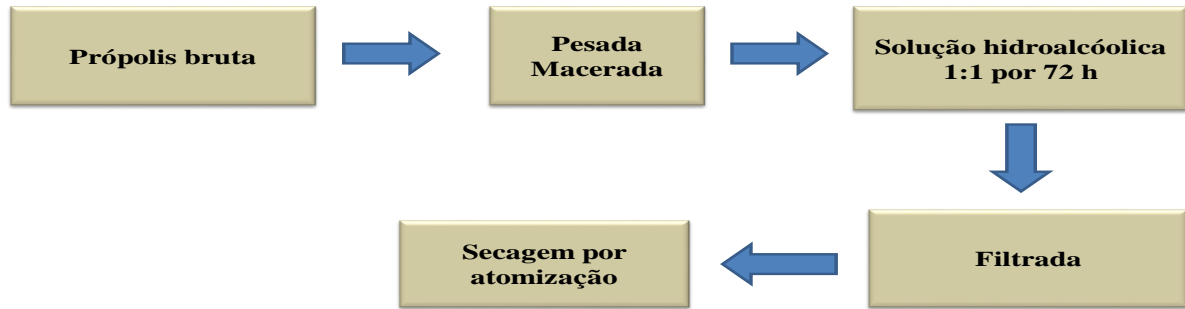 Própolis bruta
Pesada
Macerada
Solução hidroalcóolica
1:1 por 72 h
Filtrada
Secagem por
atomização